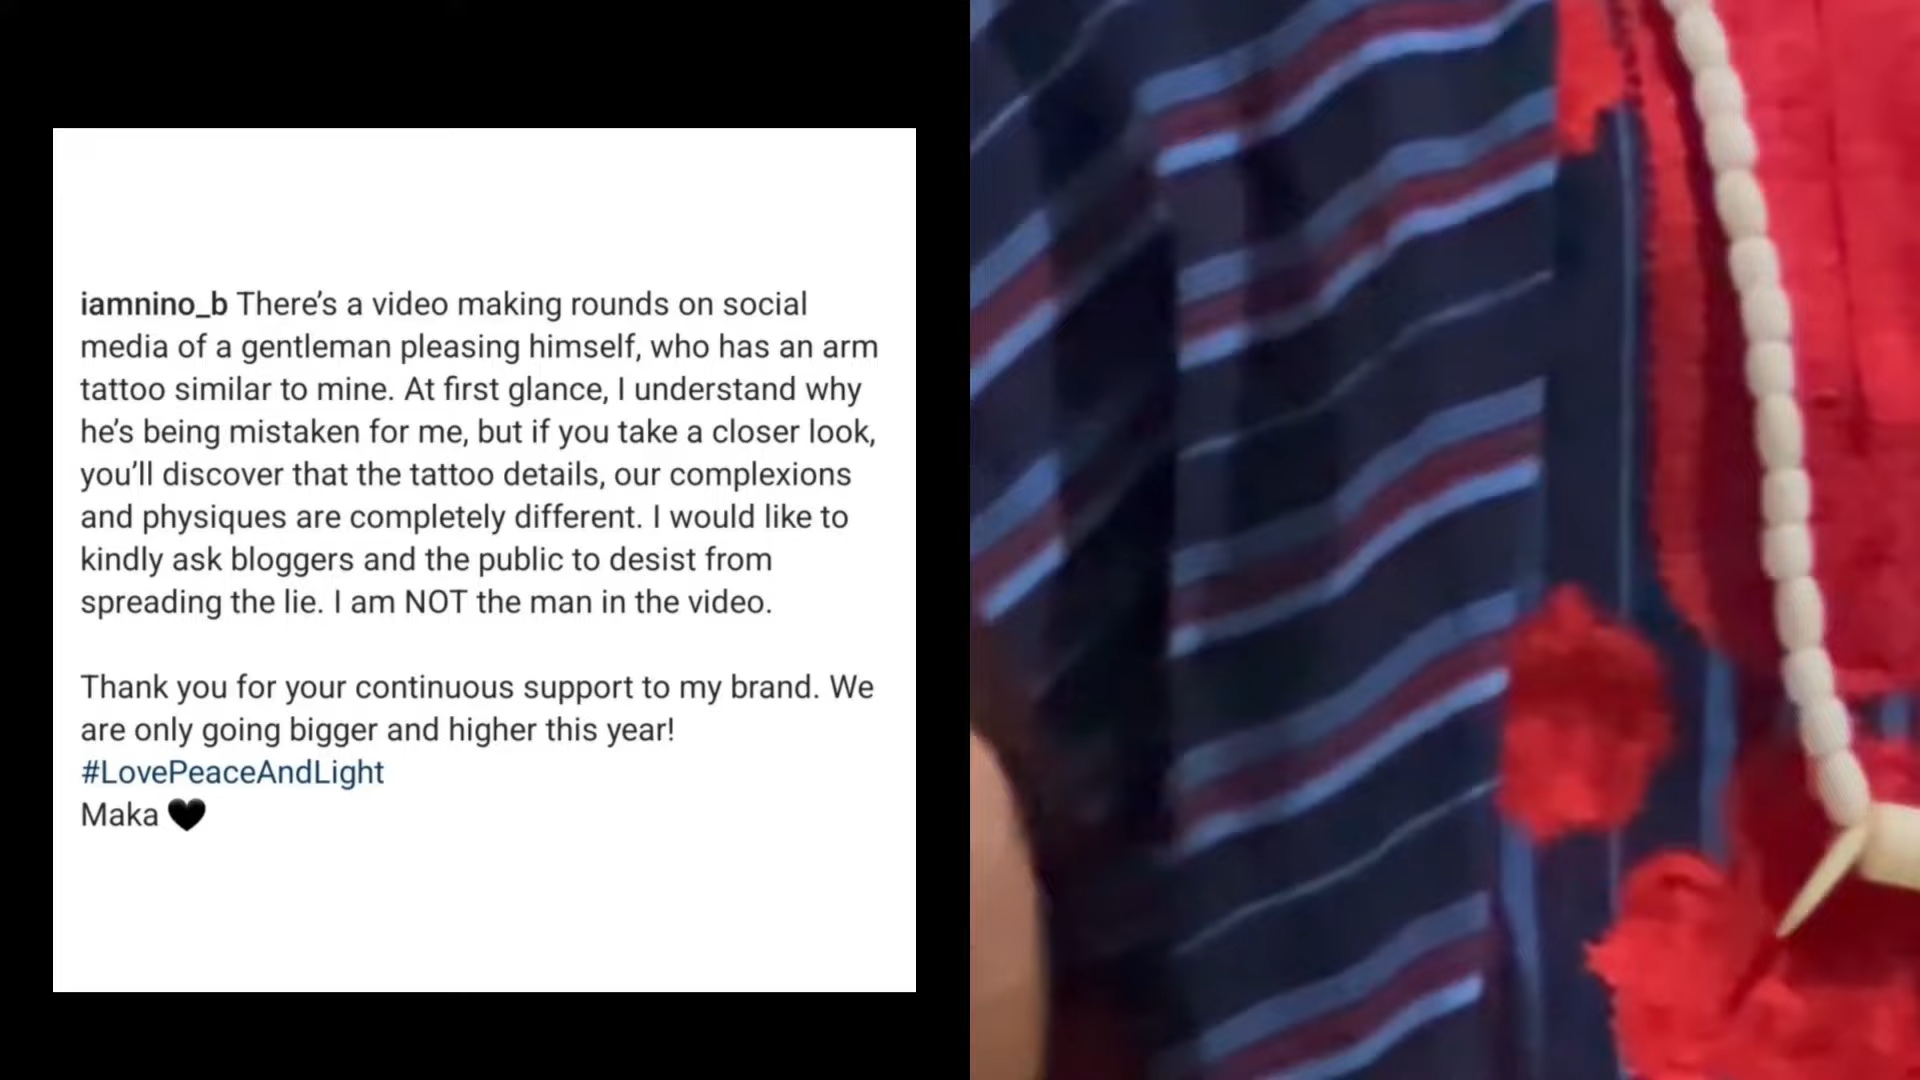 iamnino_b There’s a video making rounds on social
media of a gentleman pleasing himself, who has an arm
tattoo similar to mine. At first glance, I understand why
he’s being mistaken for me, but if you take a closer look,
you’ll discover that the tattoo details, our complexions
and physiques are completely different. I would like to
kindly ask bloggers and the public to desist from
spreading the lie. I am NOT the man in the video.
Thank you for your continuous support to my brand. We
are only going bigger and higher this year!
#LovePeaceAndLight
Maka 🖤